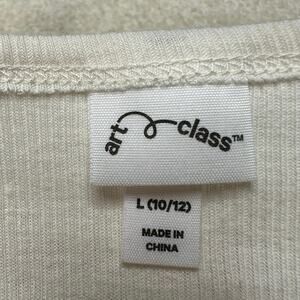 art class™
L (10/12)
MADE IN
CHINA